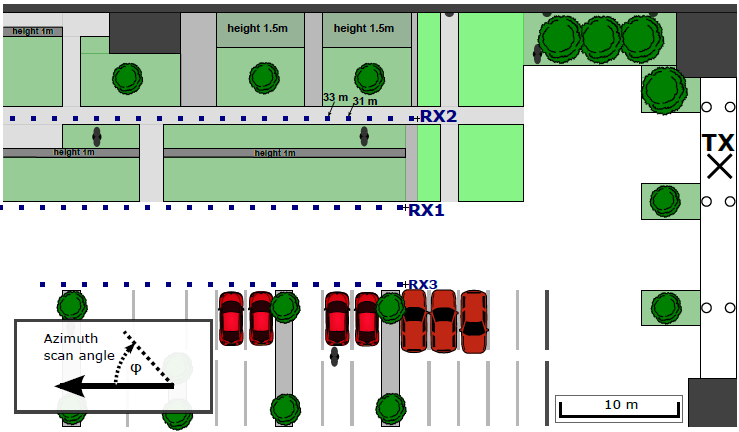 height 1.5m
height 1.5m
height 1m
33 m
31 m
RX2
TX
height 1m
height 1m
RX1
RX3
Azimuth
scan angle
φ
10 m